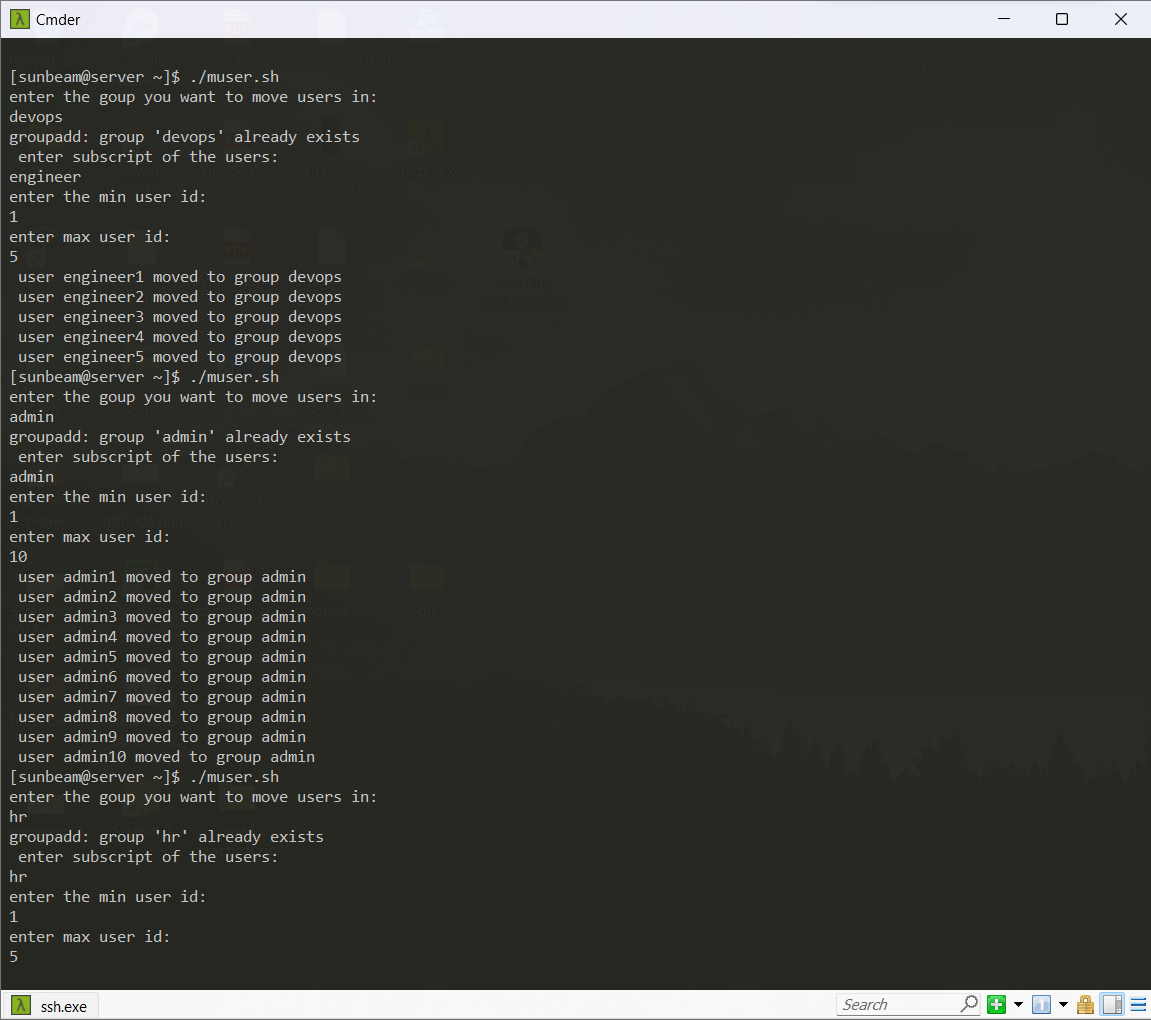 Cmder
[sunbeam@server ~]$ ./muser.sh
enter the goup you want to move users in:
devops
groupadd: group 'devops' already exists
 enter subscript of the users:
engineer
enter the min user id:
1
enter max user id:
5
 user engineer1 moved to group devops
 user engineer2 moved to group devops
 user engineer3 moved to group devops
 user engineer4 moved to group devops
 user engineer5 moved to group devops
[sunbeam@server ~]$ ./muser.sh
enter the goup you want to move users in:
admin
groupadd: group 'admin' already exists
 enter subscript of the users:
admin
enter the min user id:
1
enter max user id:
10
 user admin1 moved to group admin
 user admin2 moved to group admin
 user admin3 moved to group admin
 user admin4 moved to group admin
 user admin5 moved to group admin
 user admin6 moved to group admin
 user admin7 moved to group admin
 user admin8 moved to group admin
 user admin9 moved to group admin
 user admin10 moved to group admin
[sunbeam@server ~]$ ./muser.sh
enter the goup you want to move users in:
hr
groupadd: group 'hr' already exists
 enter subscript of the users:
hr
enter the min user id:
1
enter max user id:
5
ssh.exe
Search